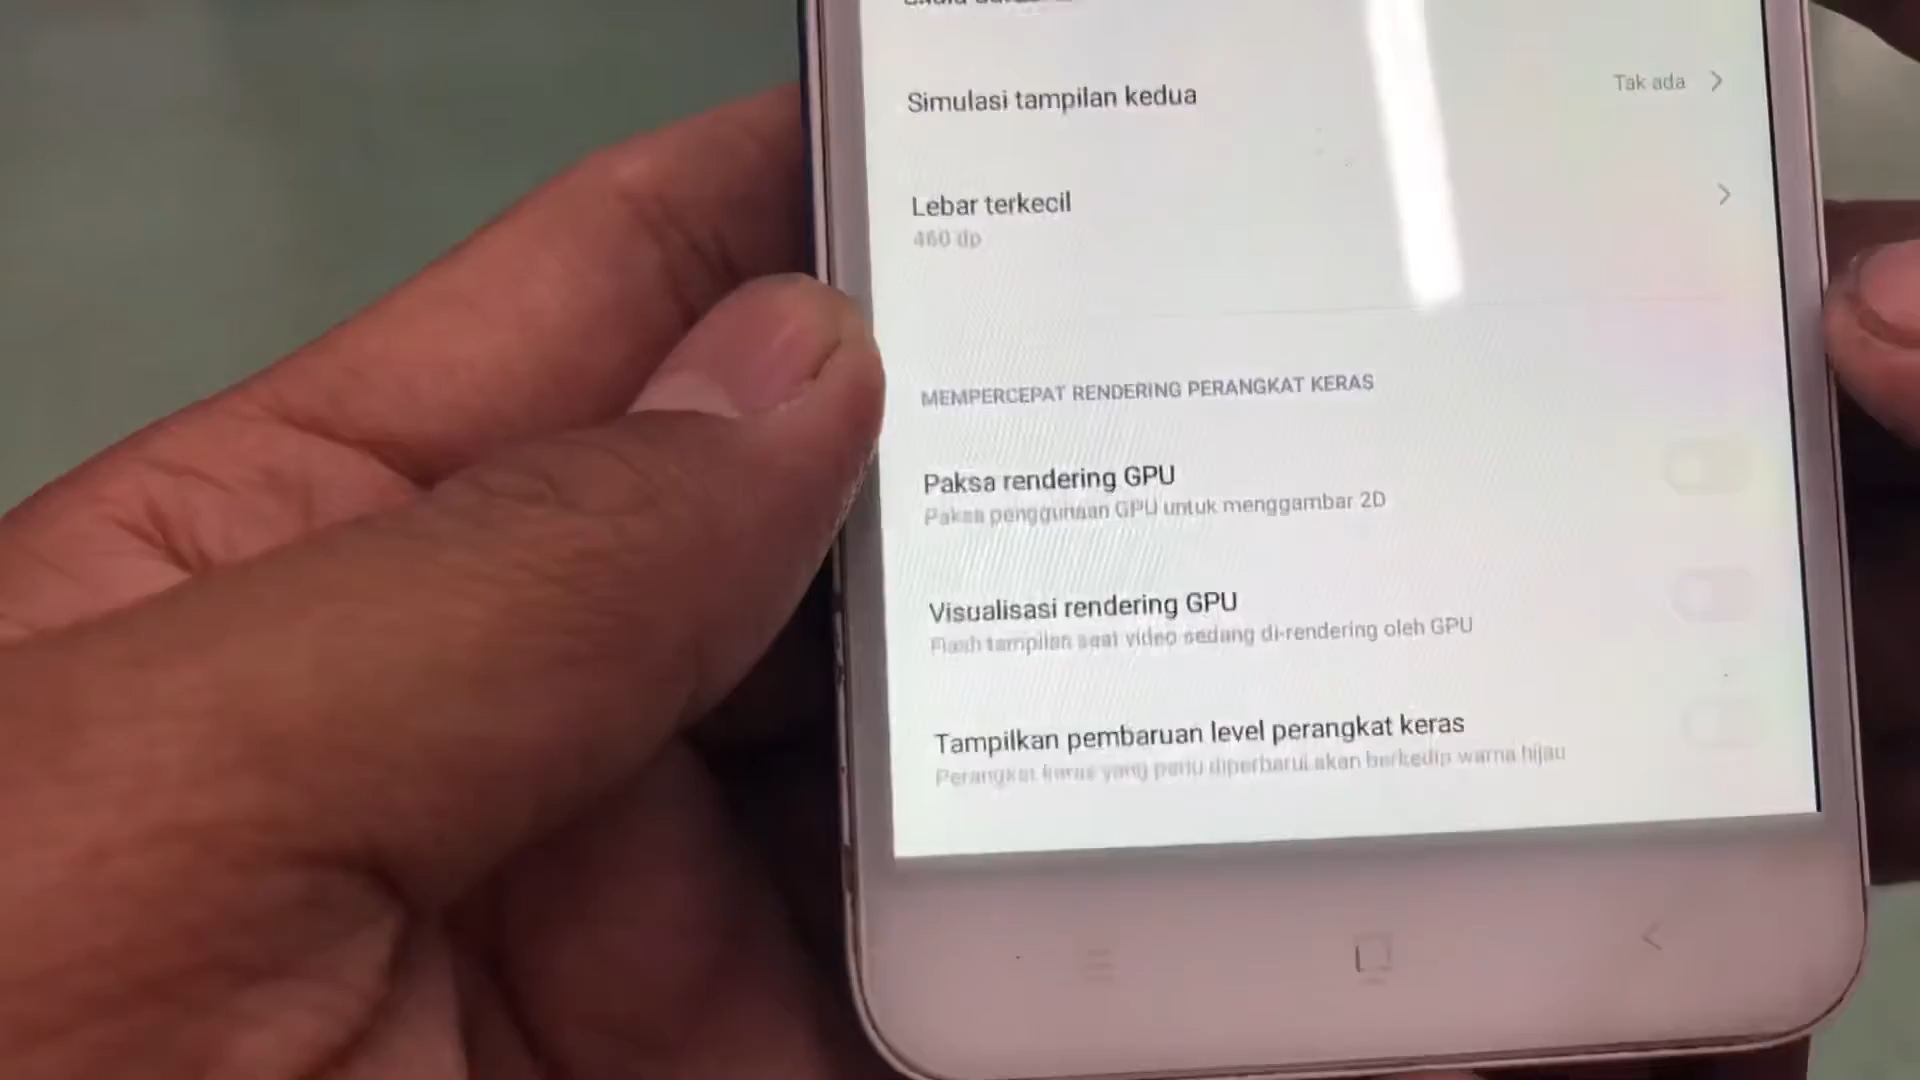 Simulasi tampilan kedua
Tak ada
Lebar terkecil
460 dp
MEMPERCEPAT RENDERING PERANGKAT KERAS
Paksa rendering GPU
Paksa penggunaan GPU untuk menggambar 2D
Visualisasi rendering GPU
Flash tampilan saat video sedang di-rendering oleh GPU
Tampilkan pembaruan level perangkat keras
Perangkat keras yang perlu diperbarui akan berkedip warna hijau